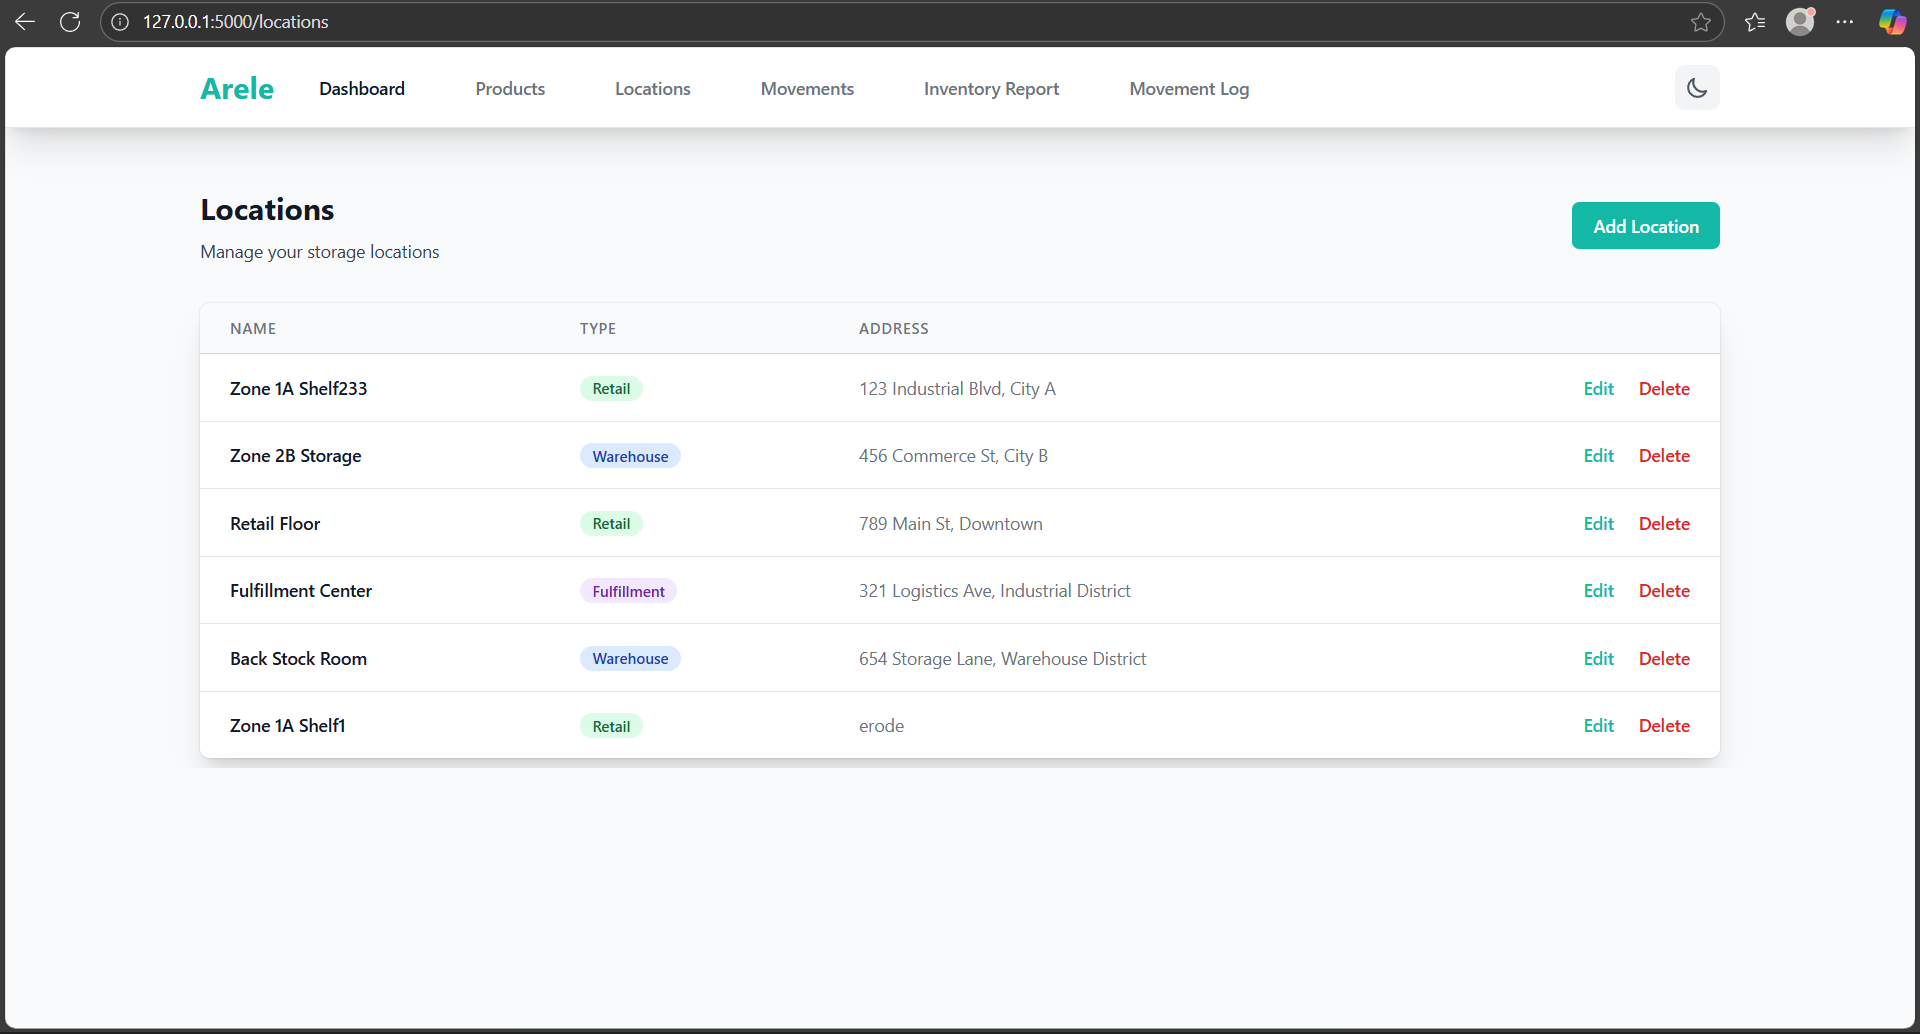 127.0.0.1:5000/locations
Arele Dashboard Products Locations Movements Inventory Report Movement Log
Locations
Manage your storage locations
Add Location
NAME TYPE ADDRESS
Zone 1A Shelf233 Retail 123 Industrial Blvd, City A Edit Delete
Zone 2B Storage Warehouse 456 Commerce St, City B Edit Delete
Retail Floor Retail 789 Main St, Downtown Edit Delete
Fulfillment Center Fulfillment 321 Logistics Ave, Industrial District Edit Delete
Back Stock Room Warehouse 654 Storage Lane, Warehouse District Edit Delete
Zone 1A Shelf1 Retail erode Edit Delete